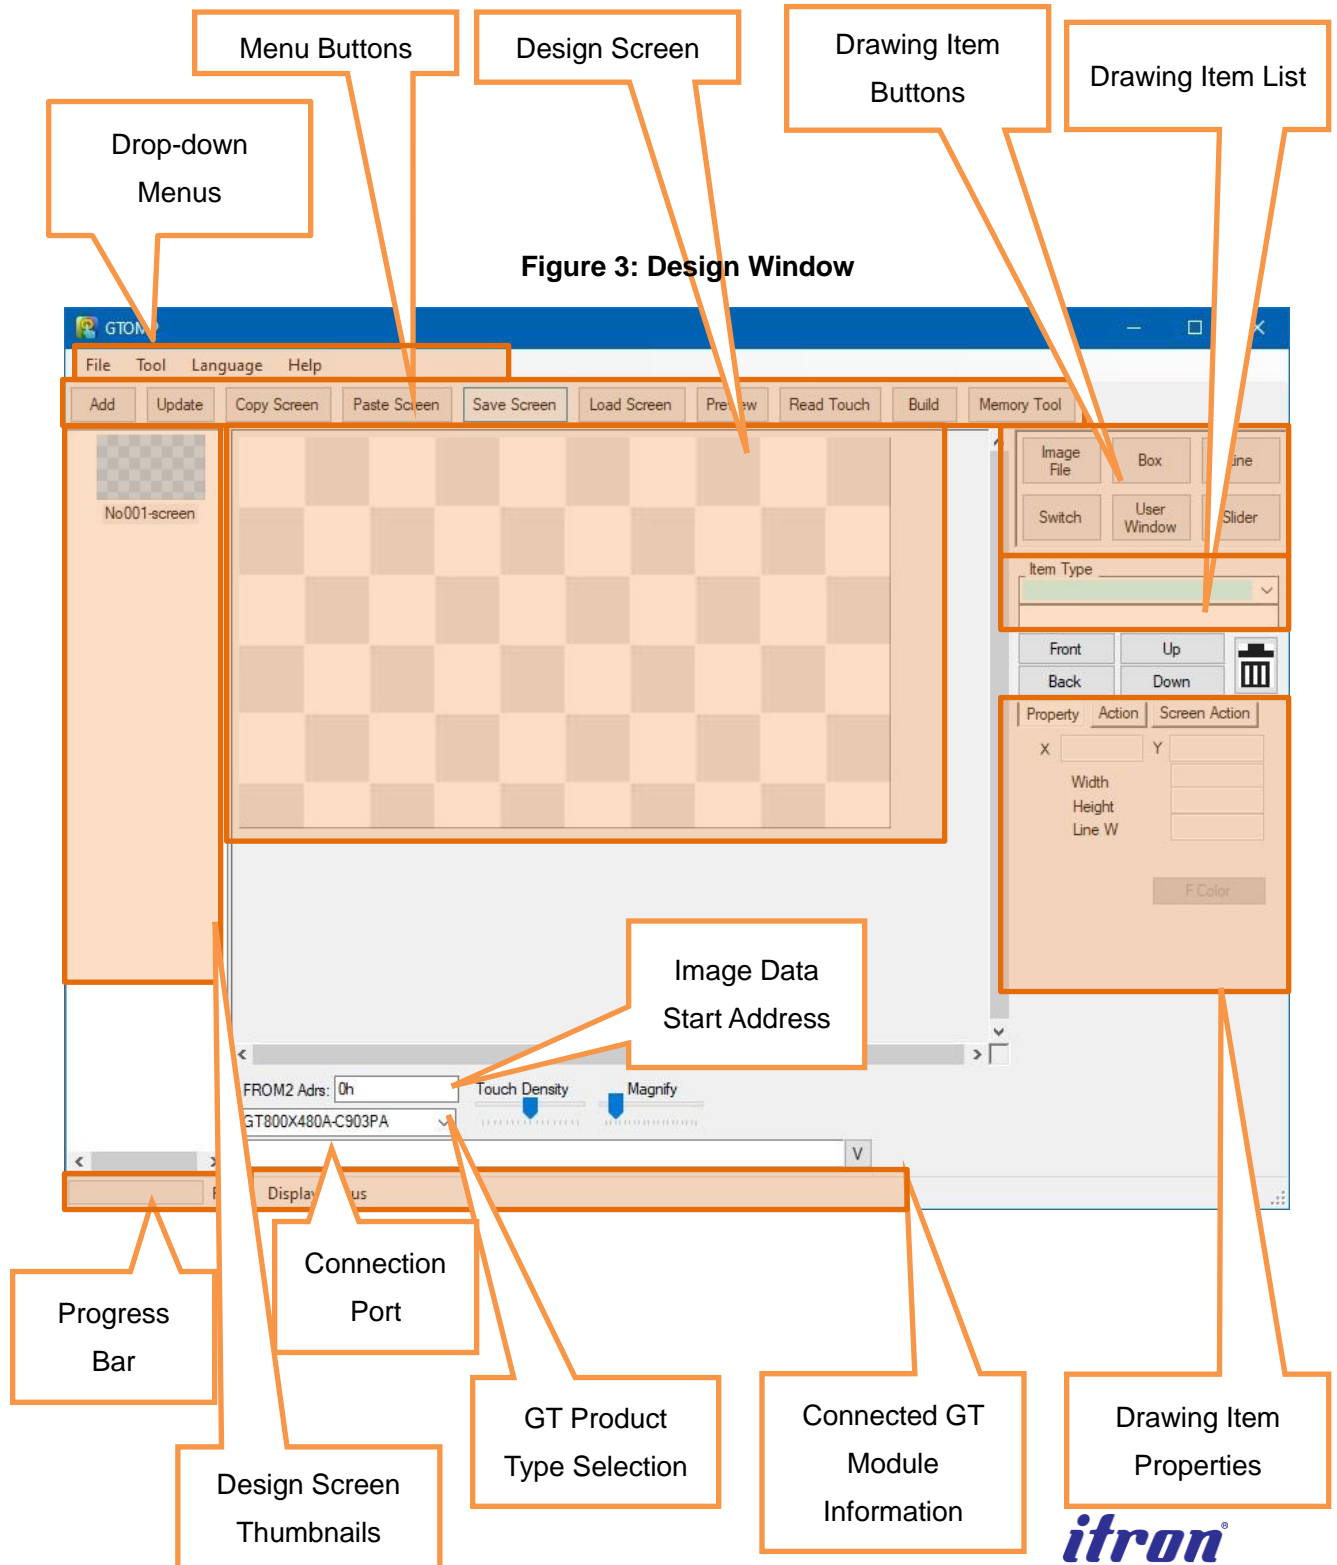 Menu Buttons
Design Screen
Drawing Item
Buttons
Drawing Item List
Drop-down
Menus
Figure 3: Design Window
File Tool Language Help
Add Update Copy Screen Paste Screen Save Screen Load Screen Preview Read Touch Build Memory Tool
No001-screen
Image
File
Box
Switch
User
Window
Slider
Item Type
Front Up
Back Down
Property Action Screen Action
X Y
Width
Height
Line W
F Color
Image Data
Start Address
FROM2 Adrs: 0h
Touch Density Magnify
GT800X480A-C903PA
V
Display
Connection
Port
Progress
Bar
GT Product
Type Selection
Connected GT
Module
Information
Drawing Item
Properties
Design Screen
Thumbnails
itron®